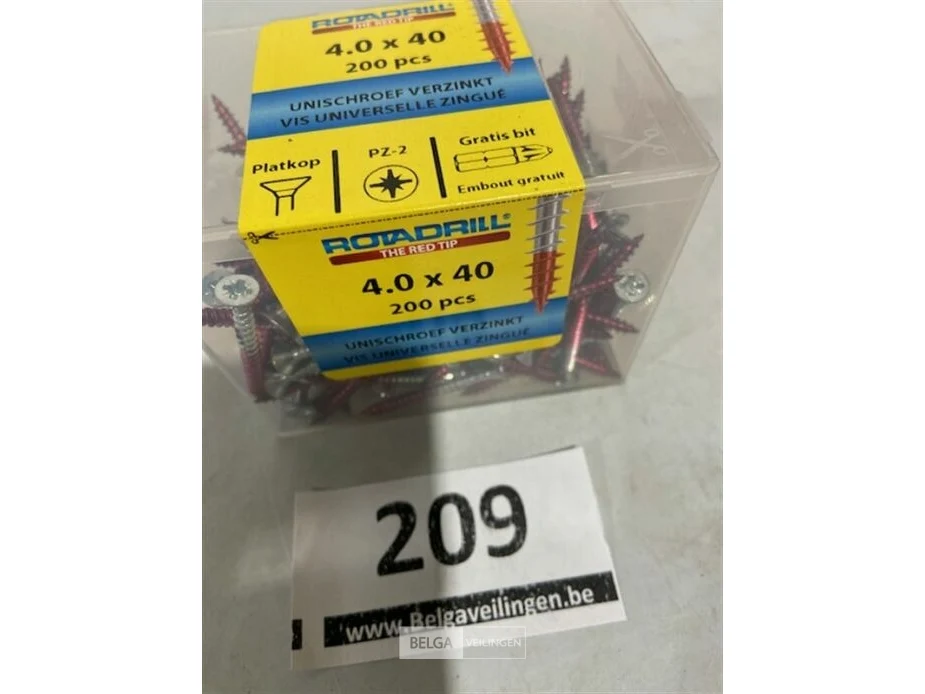 ROTADRILL
THE RED TIP
4.0 x 40
200 pcs
UNISCHROEF VERZINKT
VIS UNIVERSELLE ZINGUÉ
Platkop
PZ-2
Gratis bit
Embout gratuit
ROTADRILL®
THE RED TIP
4.0 x 40
200 pcs
UNISCHROEF VERZINKT
VIS UNIVERSELLE ZINGUÉ
209
www.Belgaveilingen.be
BELGA VEILINGEN